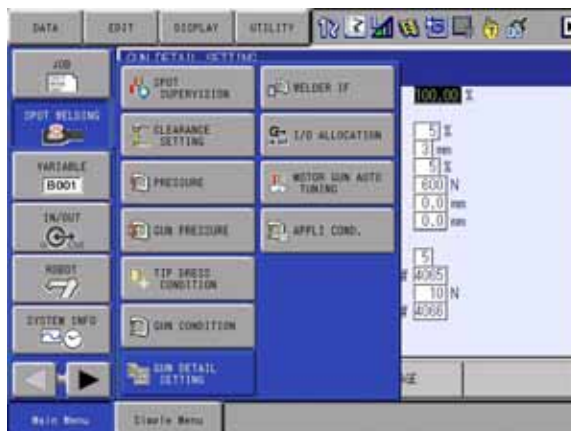 DATA
EDIT
DISPLAY
UTILITY
JOB
SPOT WELDING
VARIABLE
B001
IN/OUT
In
Out
ROBOT
SYSTEM INFO
GUN DETAIL SETTING
SPOT
SUPERVISION
WELDER IF
CLEARANCE
SETTING
I/O ALLOCATION
PRESSURE
MOTOR GUN AUTO
TUNING
GUN PRESSURE
APPLI COND.
TIP DRESS
CONDITION
GUN CONDITION
GUN DETAIL
SETTING
100.00 %
5 %
3 mm
5 %
600 N
0.0 mm
0.0 mm
5
# 4065
10 N
# 4066
Main Menu
Simple Menu